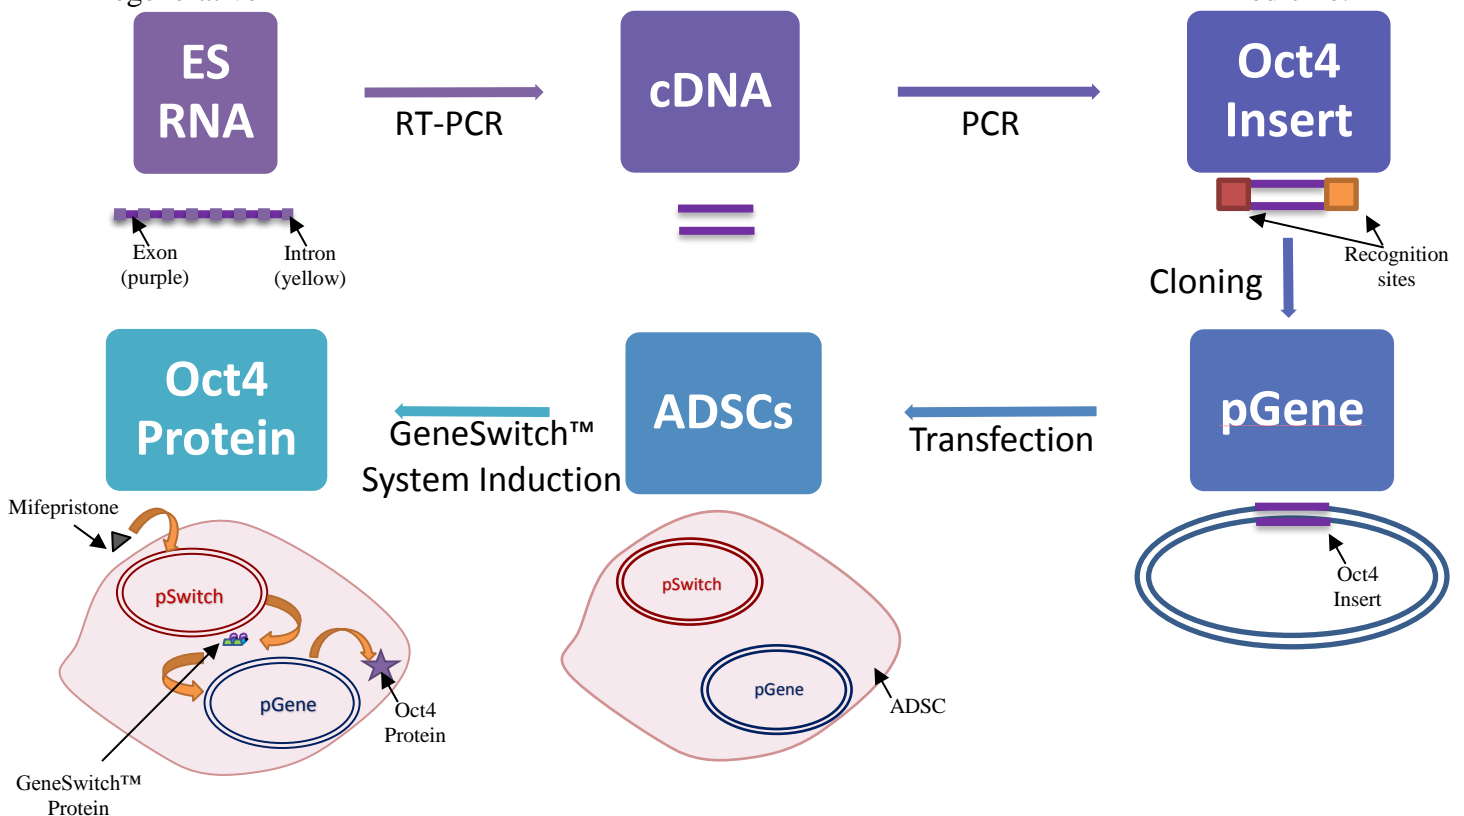 ES
RNA
RT-PCR
cDNA
PCR
Oct4
Insert
Exon
(purple)
Intron
(yellow)
Recognition
sites
Cloning
Oct4
Protein
GeneSwitch™
System Induction
ADSCs
Transfection
pGene
Mifepristone
pSwitch
pGene
Oct4
Protein
GeneSwitch™
Protein
pSwitch
pGene
ADSC
Oct4
Insert